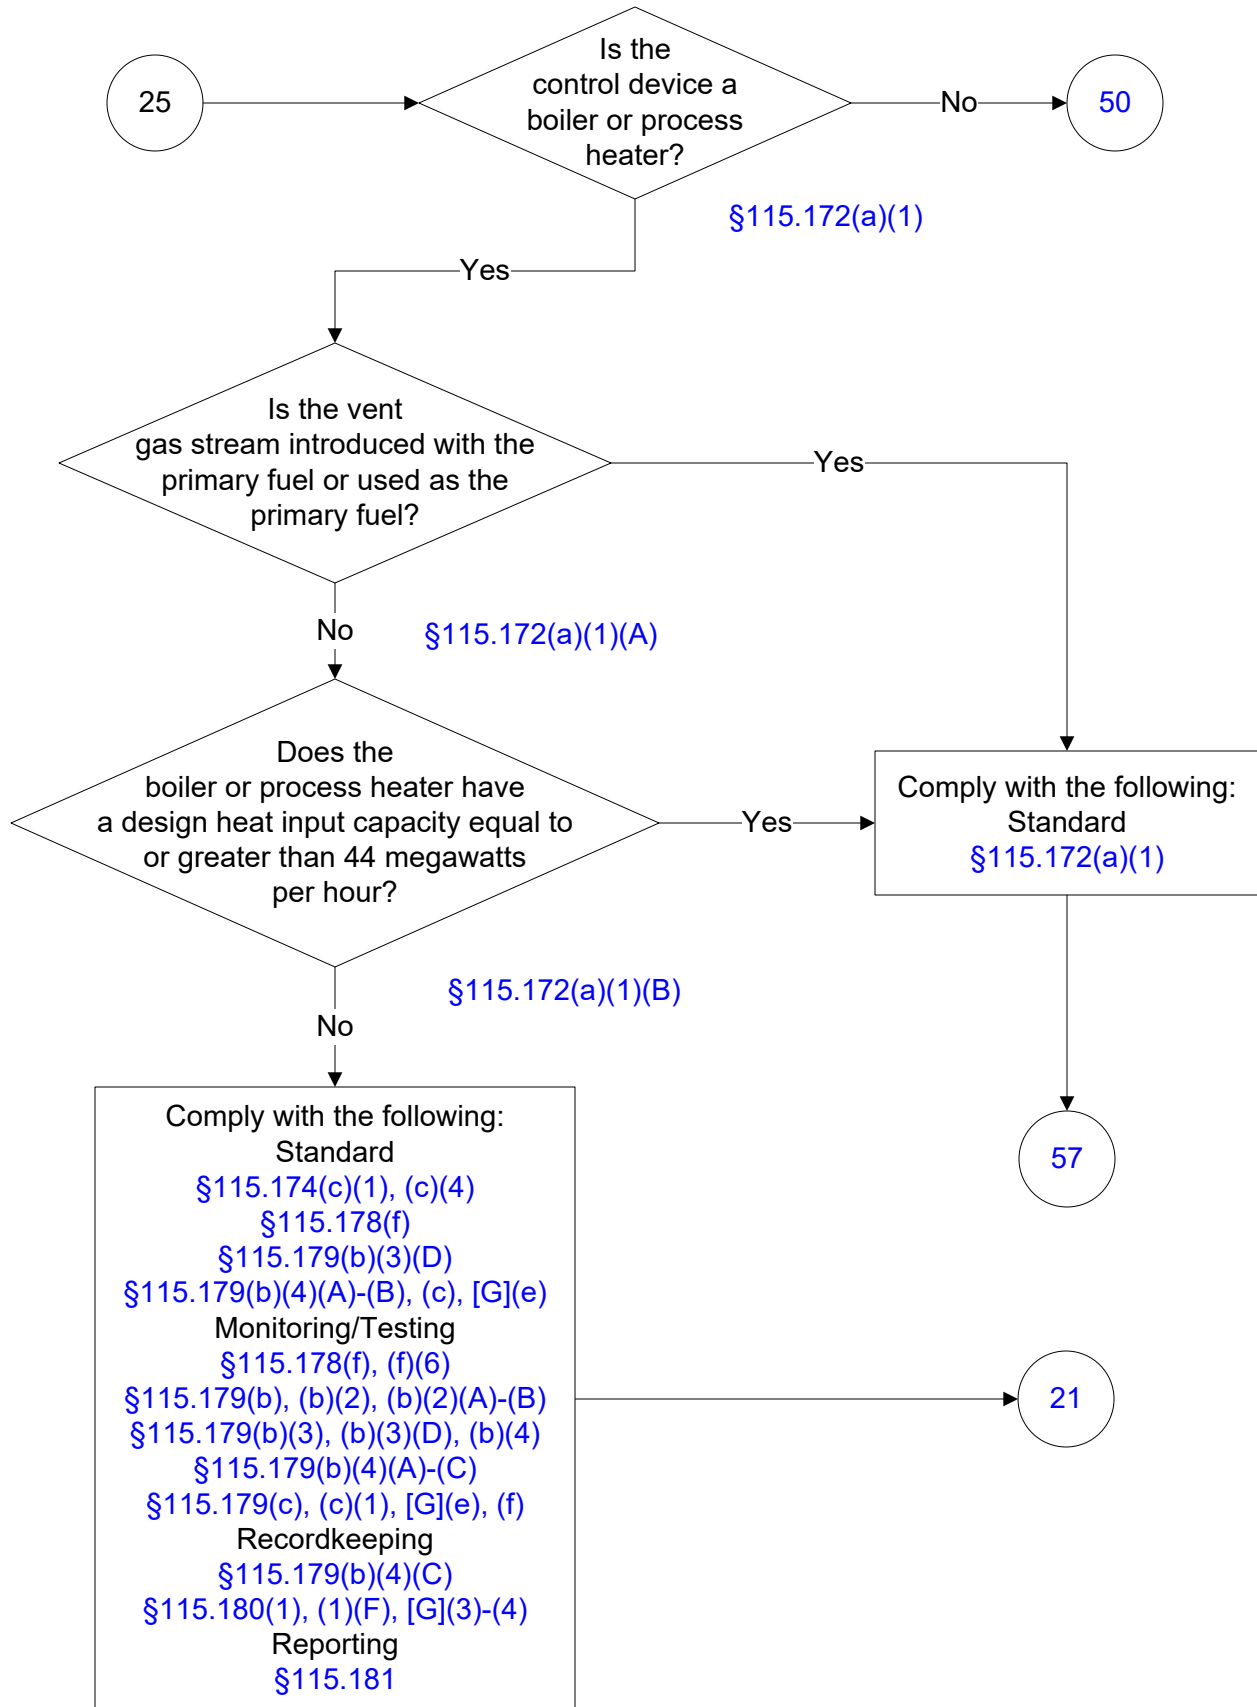 25
Is the
control device a
boiler or process
heater?
No
50
§115.172(a)(1)
Yes
Is the vent
gas stream introduced with the
primary fuel or used as the
primary fuel?
Yes
No
§115.172(a)(1)(A)
Does the
boiler or process heater have
a design heat input capacity equal to
or greater than 44 megawatts
per hour?
Yes
Comply with the following:
Standard
§115.172(a)(1)
§115.172(a)(1)(B)
No
57
Comply with the following:
Standard
§115.174(c)(1), (c)(4)
§115.178(f)
§115.179(b)(3)(D)
§115.179(b)(4)(A)-(B), (c), [G](e)
Monitoring/Testing
§115.178(f), (f)(6)
§115.179(b), (b)(2), (b)(2)(A)-(B)
§115.179(b)(3), (b)(3)(D), (b)(4)
§115.179(b)(4)(A)-(C)
§115.179(c), (c)(1), [G](e), (f)
Recordkeeping
§115.179(b)(4)(C)
§115.180(1), (1)(F), [G](3)-(4)
Reporting
§115.181
21